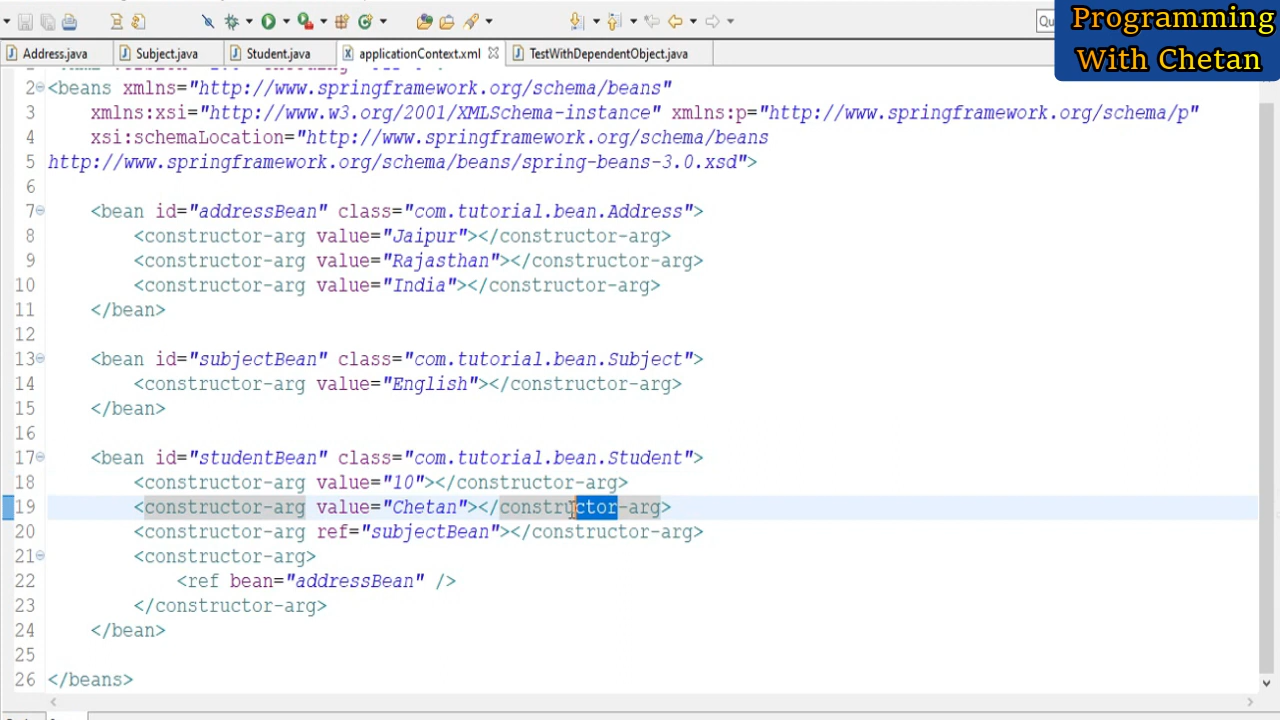 Programming
With Chetan
Qu
Address.java Subject.java Student.java applicationContext.xml TestWithDependentObject.java
1
2 <beans xmlns="http://www.springframework.org/schema/beans"
3 xmlns:xsi="http://www.w3.org/2001/XMLSchema-instance" xmlns:p="http://www.springframework.org/schema/p"
4 xsi:schemaLocation="http://www.springframework.org/schema/beans
5 http://www.springframework.org/schema/beans/spring-beans-3.0.xsd">
6
7 <bean id="addressBean" class="com.tutorial.bean.Address">
8 <constructor-arg value="Jaipur"></constructor-arg>
9 <constructor-arg value="Rajasthan"></constructor-arg>
10 <constructor-arg value="India"></constructor-arg>
11 </bean>
12
13 <bean id="subjectBean" class="com.tutorial.bean.Subject">
14 <constructor-arg value="English"></constructor-arg>
15 </bean>
16
17 <bean id="studentBean" class="com.tutorial.bean.Student">
18 <constructor-arg value="10"></constructor-arg>
19 <constructor-arg value="Chetan"></constructor-arg>
20 <constructor-arg ref="subjectBean"></constructor-arg>
21 <constructor-arg>
22 <ref bean="addressBean" />
23 </constructor-arg>
24 </bean>
25
26 </beans>